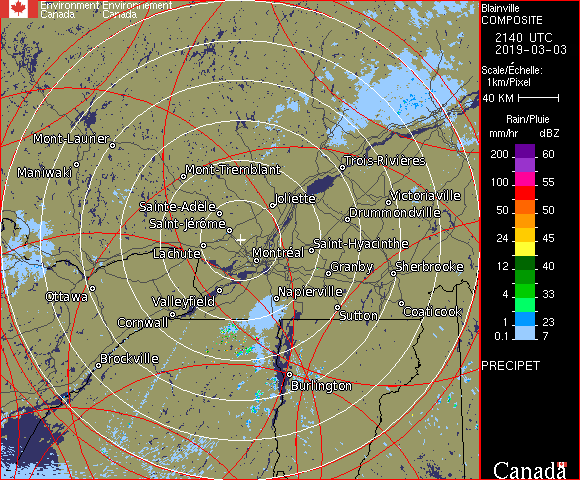 Environment Environnement
Canada Canada
Blainville
COMPOSITE
2140 UTC
2019-03-03
Scale/Échelle:
1km/Pixel
40 KM
Rain/Pluie
mm/hr dBZ
200 60
100 55
50 50
24 45
12 40
4 33
1 23
0.1 7
PRECIPET
Canada
Mont-Laurier
Maniwaki
Mont-Tremblant
Trois-Rivières
Sainte-Adèle
Joliette
Victoriaville
Saint-Jérôme
Drummondville
Lachute
Montréal
Saint-Hyacinthe
Granby
Sherbrooke
Ottawa
Valleyfield
Napierville
Cornwall
Sutton
Coaticook
Brockville
Burlington